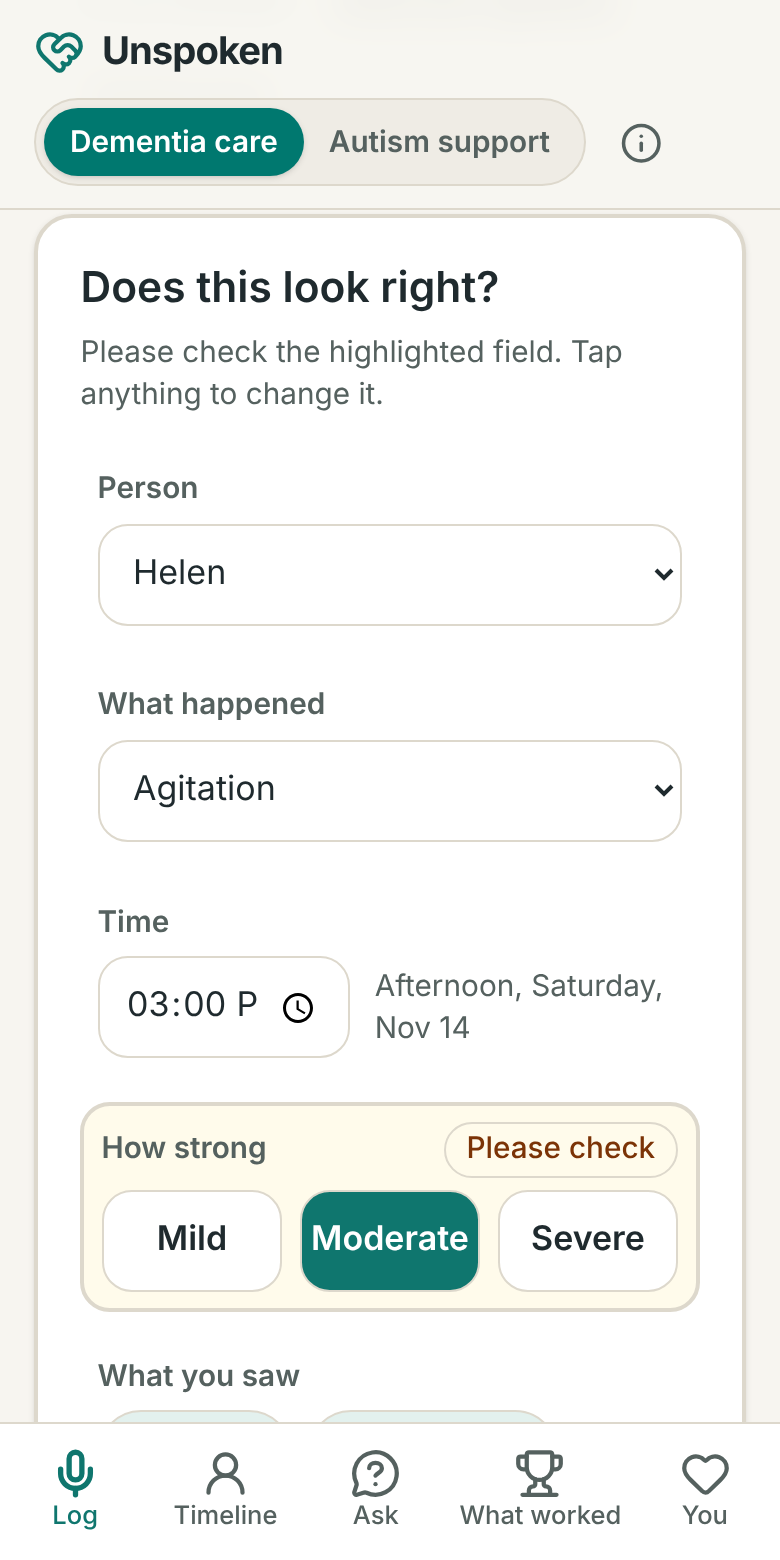 Unspoken
Dementia care
Autism support
Does this look right?
Please check the highlighted field. Tap
anything to change it.
Person
Helen
What happened
Agitation
Time
03:00 P
Afternoon, Saturday,
Nov 14
How strong
Please check
Mild
Moderate
Severe
What you saw
Log
Timeline
Ask
What worked
You